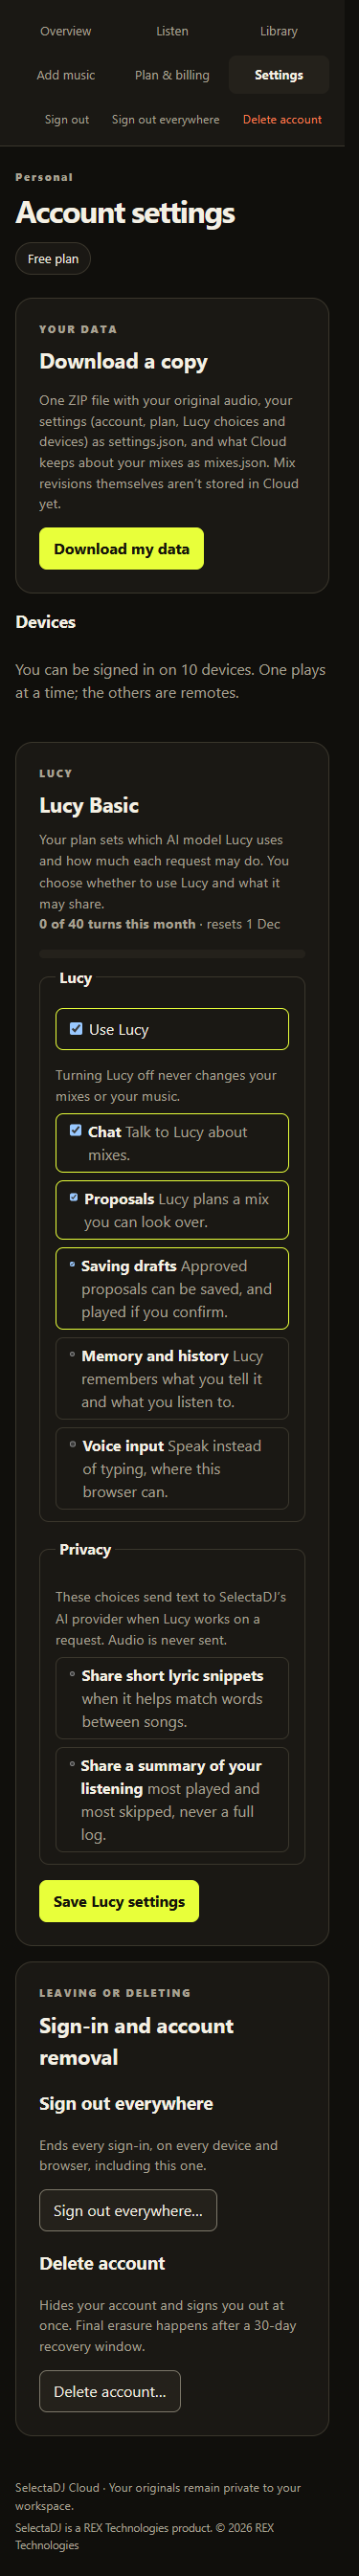 Overview Listen Library
Add music Plan & billing Settings
Sign out Sign out everywhere Delete account
Personal
Account settings
Free plan
YOUR DATA
Download a copy
One ZIP file with your original audio, your
settings (account, plan, Lucy choices and
devices) as settings.json, and what Cloud
keeps about your mixes as mixes.json. Mix
revisions themselves aren't stored in Cloud
yet.
Download my data
Devices
You can be signed in on 10 devices. One plays
at a time; the others are remotes.
LUCY
Lucy Basic
Your plan sets which AI model Lucy uses
and how much each request may do. You
choose whether to use Lucy and what it
may share.
0 of 40 turns this month · resets 1 Dec
Lucy
Use Lucy
Turning Lucy off never changes your
mixes or your music.
Chat Talk to Lucy about
mixes.
Proposals Lucy plans a mix
you can look over.
Saving drafts Approved
proposals can be saved, and
played if you confirm.
Memory and history Lucy
remembers what you tell it
and what you listen to.
Voice input Speak instead
of typing, where this
browser can.
Privacy
These choices send text to SelectaDJ's
AI provider when Lucy works on a
request. Audio is never sent.
Share short lyric snippets
when it helps match words
between songs.
Share a summary of your
listening most played and
most skipped, never a full
log.
Save Lucy settings
LEAVING OR DELETING
Sign-in and account
removal
Sign out everywhere
Ends every sign-in, on every device and
browser, including this one.
Sign out everywhere...
Delete account
Hides your account and signs you out at
once. Final erasure happens after a 30-day
recovery window.
Delete account...
SelectaDJ Cloud · Your originals remain private to your
workspace.
SelectaDJ is a REX Technologies product. © 2026 REX
Technologies